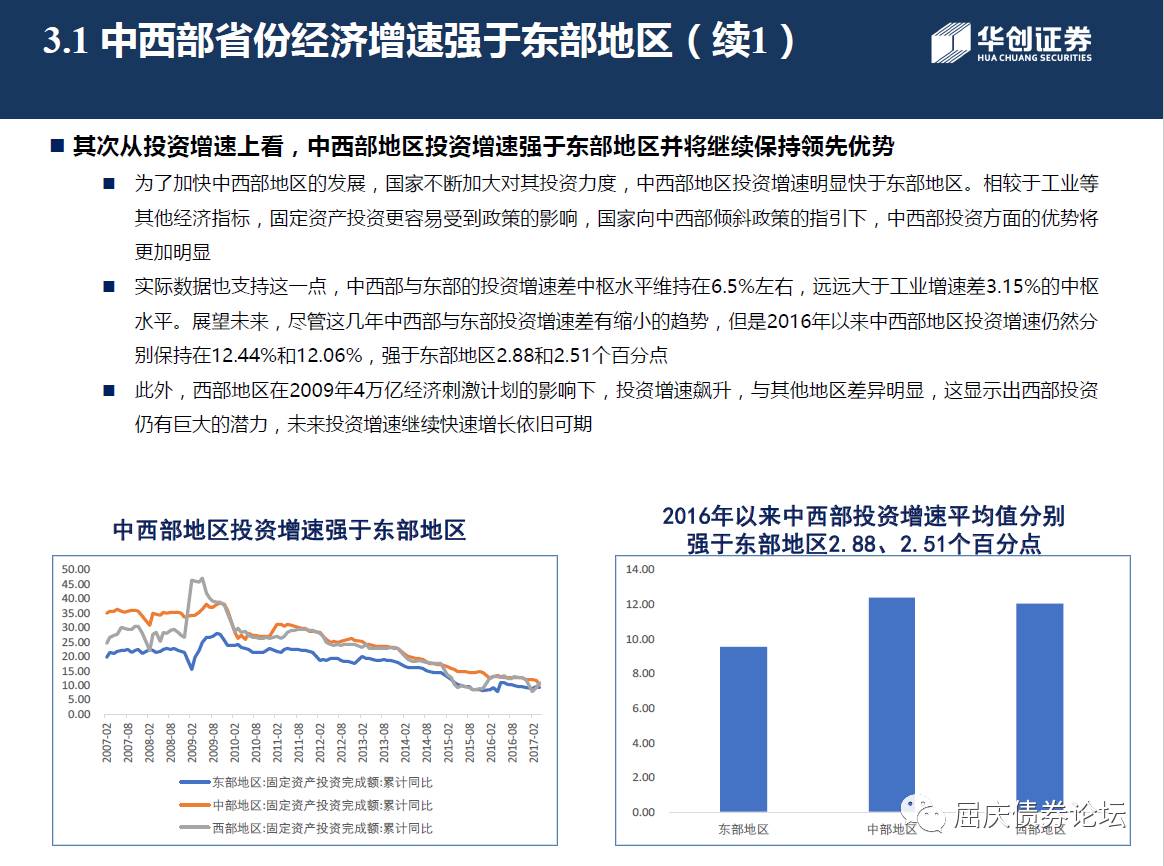 3.1 中西部省份经济增速强于东部地区（续1）
华创证券
HUA CHUANG SECURITIES
■ 其次从投资增速上看，中西部地区投资增速强于东部地区并将继续保持领先优势
■ 为了加快中西部地区的发展，国家不断加大对其投资力度，中西部地区投资增速明显快于东部地区。相较于工业等
其他经济指标，固定资产投资更容易受到政策的影响，国家向中西部倾斜政策的指引下，中西部投资方面的优势将
更加明显
■ 实际数据也支持这一点，中西部与东部的投资增速差中枢水平维持在6.5%左右，远远大于工业增速差3.15%的中枢
水平。展望未来，尽管这几年中西部与东部投资增速差有缩小的趋势，但是2016年以来中西部地区投资增速仍然分
别保持在12.44%和12.06%，强于东部地区2.88和2.51个百分点
■ 此外，西部地区在2009年4万亿经济刺激计划的影响下，投资增速飙升，与其他地区差异明显，这显示出西部投资
仍有巨大的潜力，未来投资增速继续快速增长依旧可期
中西部地区投资增速强于东部地区
50.00
45.00
40.00
35.00
30.00
25.00
20.00
15.00
10.00
5.00
0.00
2007-02
2007-08
2008-02
2008-08
2009-02
2009-08
2010-02
2010-08
2011-02
2011-08
2012-02
2012-08
2013-02
2013-08
2014-02
2014-08
2015-02
2015-08
2016-02
2016-08
2017-02
东部地区:固定资产投资完成额:累计同比
中部地区:固定资产投资完成额:累计同比
西部地区:固定资产投资完成额:累计同比
2016年以来中西部投资增速平均值分别
强于东部地区2.88、2.51个百分点
14.00
12.00
10.00
8.00
6.00
4.00
2.00
0.00
东部地区
中部地区
西部地区
屈庆债券论坛